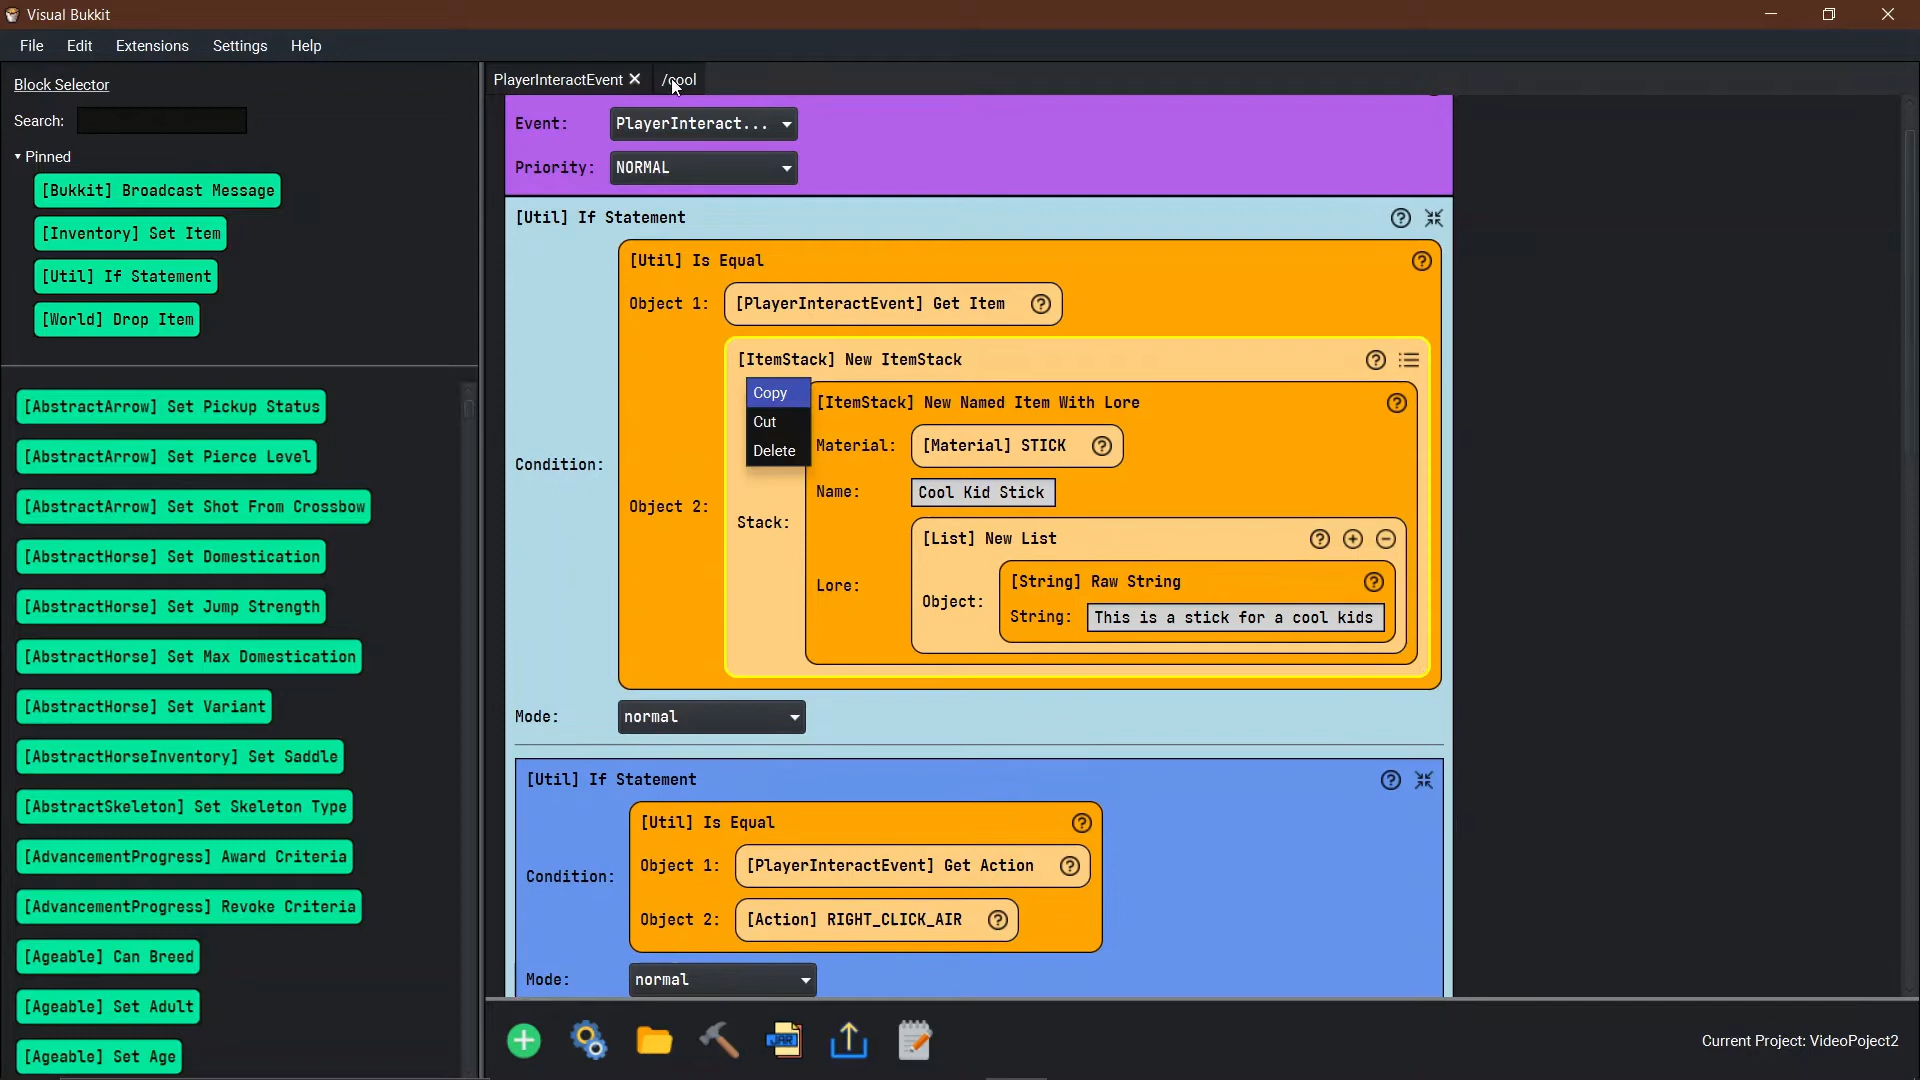 Visual Bukkit
File Edit Extensions Settings Help
Block Selector
Search:
Pinned
[Bukkit] Broadcast Message
[Inventory] Set Item
[Util] If Statement
[World] Drop Item
[AbstractArrow] Set Pickup Status
[AbstractArrow] Set Pierce Level
[AbstractArrow] Set Shot From Crossbow
[AbstractHorse] Set Domestication
[AbstractHorse] Set Jump Strength
[AbstractHorse] Set Max Domestication
[AbstractHorse] Set Variant
[AbstractHorseInventory] Set Saddle
[AbstractSkeleton] Set Skeleton Type
[AdvancementProgress] Award Criteria
[AdvancementProgress] Revoke Criteria
[Ageable] Can Breed
[Ageable] Set Adult
[Ageable] Set Age
PlayerInteractEvent /cool
Event: PlayerInteract...
Priority: NORMAL
[Util] If Statement
Condition:
[Util] Is Equal
Object 1: [PlayerInteractEvent] Get Item
Object 2:
[ItemStack] New ItemStack
Copy
Cut
Delete
Stack:
[ItemStack] New Named Item With Lore
Material: [Material] STICK
Name: Cool Kid Stick
Lore:
[List] New List
Object:
[String] Raw String
String: This is a stick for a cool kids
Mode: normal
[Util] If Statement
Condition:
[Util] Is Equal
Object 1: [PlayerInteractEvent] Get Action
Object 2: [Action] RIGHT_CLICK_AIR
Mode: normal
JAR
Current Project: VideoPoject2